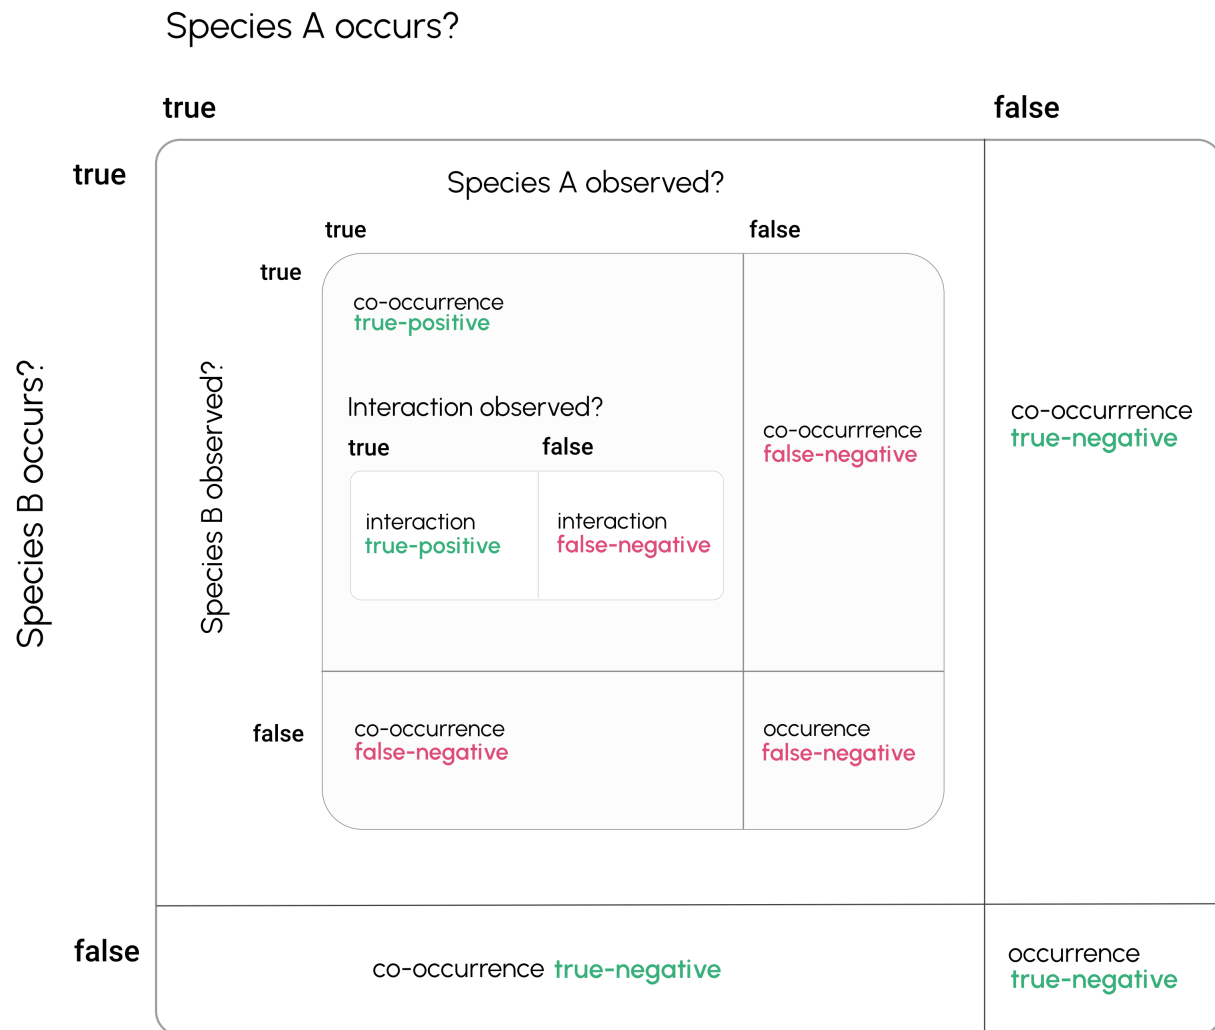 Species A occurs?
true
false
true
Species A observed?
true
false
true
co-occurrence
true-positive
Species B occurs?
Species B observed?
Interaction observed?
true
false
co-occurrrence
true-negative
co-occurrrence
false-negative
interaction
true-positive
interaction
false-negative
false
co-occurrence
false-negative
occurence
false-negative
false
co-occurrence true-negative
occurrence
true-negative